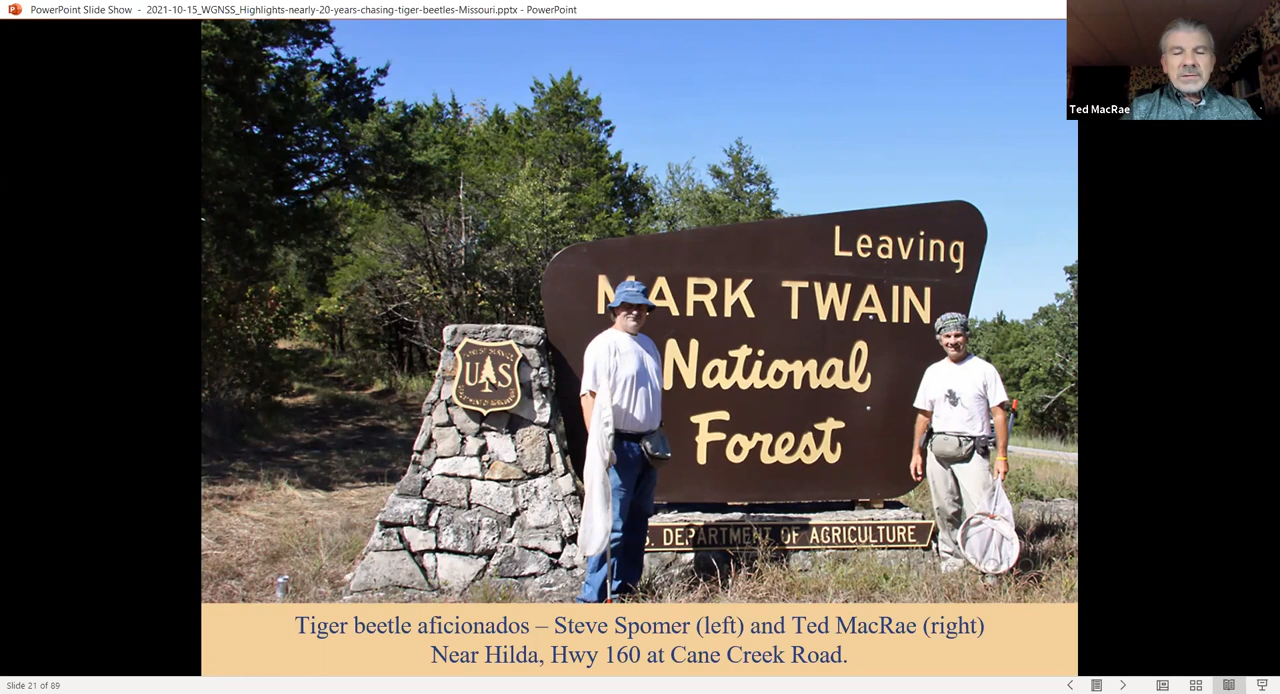 PowerPoint Slide Show - 2021-10-15_WGNSS_Highlights-nearly-20-years-chasing-tiger-beetles-Missouri.pptx - PowerPoint
Ted MacRae
Leaving
MARK TWAIN
National
Forest
UAS
DEPARTMENT OF AGRICULTURE
Tiger beetle aficionados – Steve Spomer (left) and Ted MacRae (right)
Near Hilda, Hwy 160 at Cane Creek Road.
Slide 21 of 89